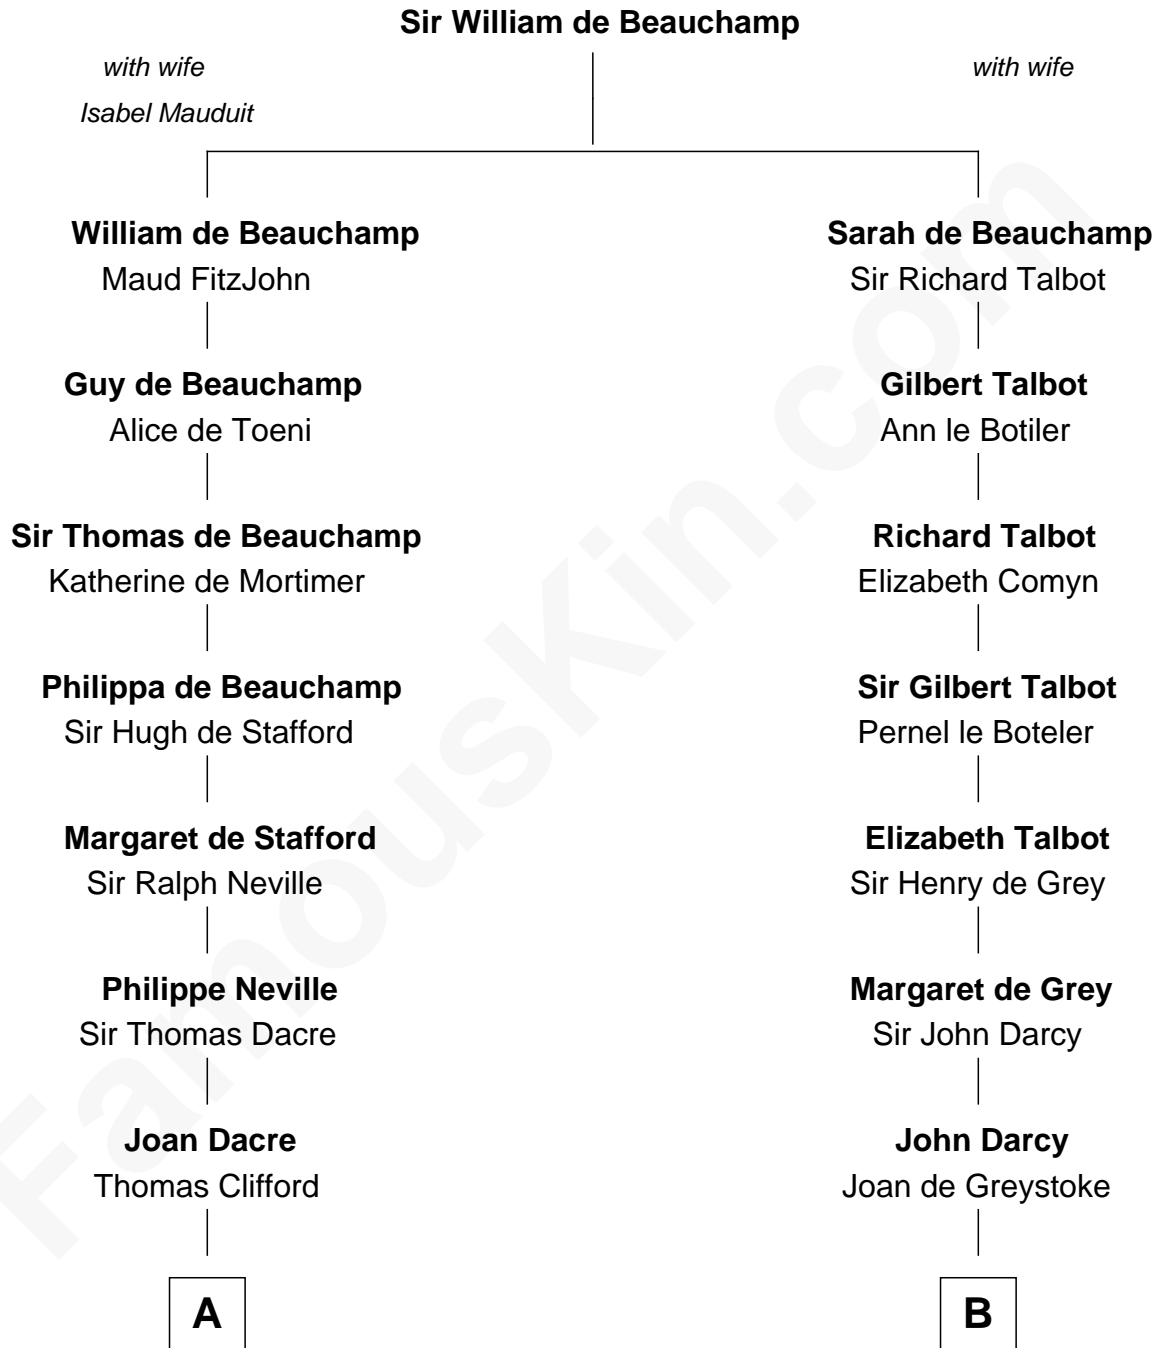 Sir William de Beauchamp
with wife
with wife
Isabel Mauduit
William de Beauchamp
Sarah de Beauchamp
Maud FitzJohn
Sir Richard Talbot
Guy de Beauchamp
Gilbert Talbot
Alice de Toeni
Ann le Botiler
Sir Thomas de Beauchamp
Richard Talbot
Katherine de Mortimer
Elizabeth Comyn
Philippa de Beauchamp
Sir Gilbert Talbot
Sir Hugh de Stafford
Pernel le Boteler
Margaret de Stafford
Elizabeth Talbot
Sir Ralph Neville
Sir Henry de Grey
Philippe Neville
Margaret de Grey
Sir Thomas Dacre
Sir John Darcy
Joan Dacre
John Darcy
Thomas Clifford
Joan de Greystoke
A
B
FamousKin.com